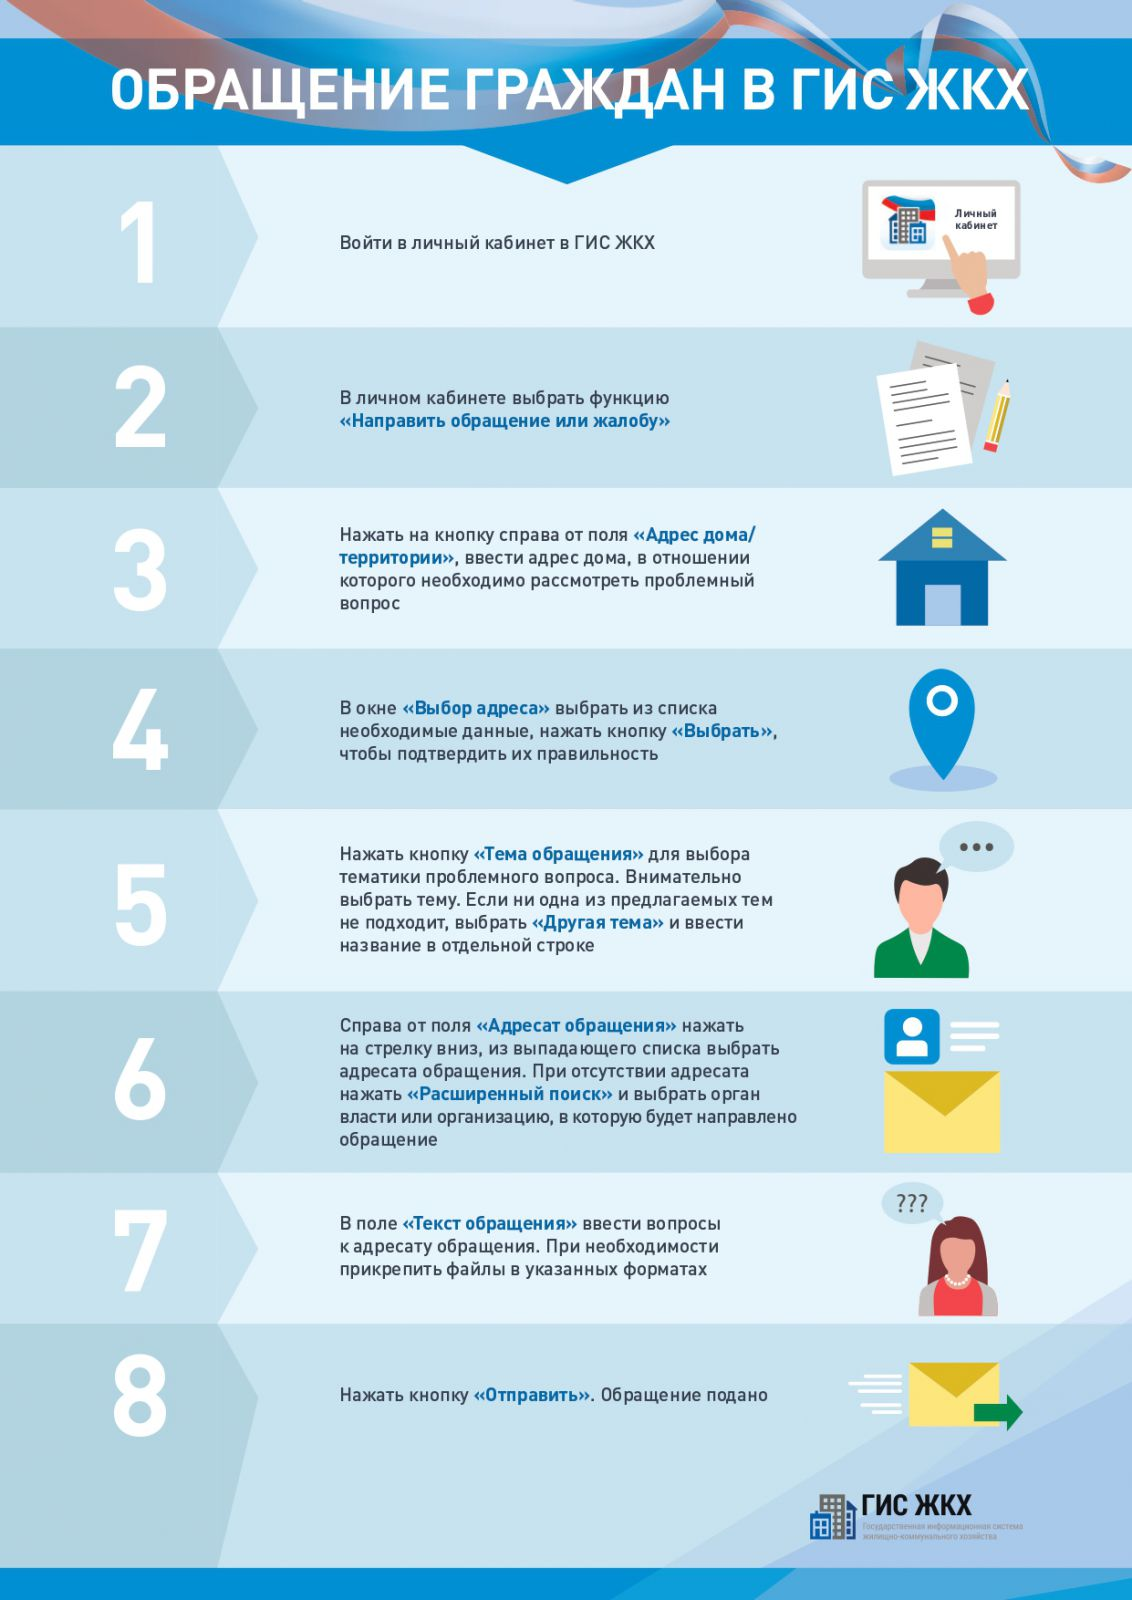 ОБРАЩЕНИЕ ГРАЖДАН В ГИС ЖКХ
1
Войти в личный кабинет в ГИС ЖКХ
Личный
кабинет
2
В личном кабинете выбрать функцию
«Направить обращение или жалобу»
3
Нажать на кнопку справа от поля «Адрес дома/
территории», ввести адрес дома, в отношении
которого необходимо рассмотреть проблемный
вопрос
4
В окне «Выбор адреса» выбрать из списка
необходимые данные, нажать кнопку «Выбрать»,
чтобы подтвердить их правильность
5
Нажать кнопку «Тема обращения» для выбора
тематики проблемного вопроса. Внимательно
выбрать тему. Если ни одна из предлагаемых тем
не подходит, выбрать «Другая тема» и ввести
название в отдельной строке
6
Справа от поля «Адресат обращения» нажать
на стрелку вниз, из выпадающего списка выбрать
адресата обращения. При отсутствии адресата
нажать «Расширенный поиск» и выбрать орган
власти или организацию, в которую будет направлено
обращение
7
В поле «Текст обращения» ввести вопросы
к адресату обращения. При необходимости
прикрепить файлы в указанных форматах
???
8
Нажать кнопку «Отправить». Обращение подано
ГИС ЖКХ
Государственная информационная система
жилищно-коммунального хозяйства